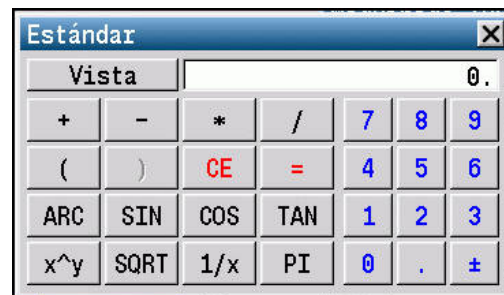 Estándar
Vista 0.
+ - * / 7 8 9
( ) CE = 4 5 6
ARC SIN COS TAN 1 2 3
x^y SQRT 1/x PI 0 . ±